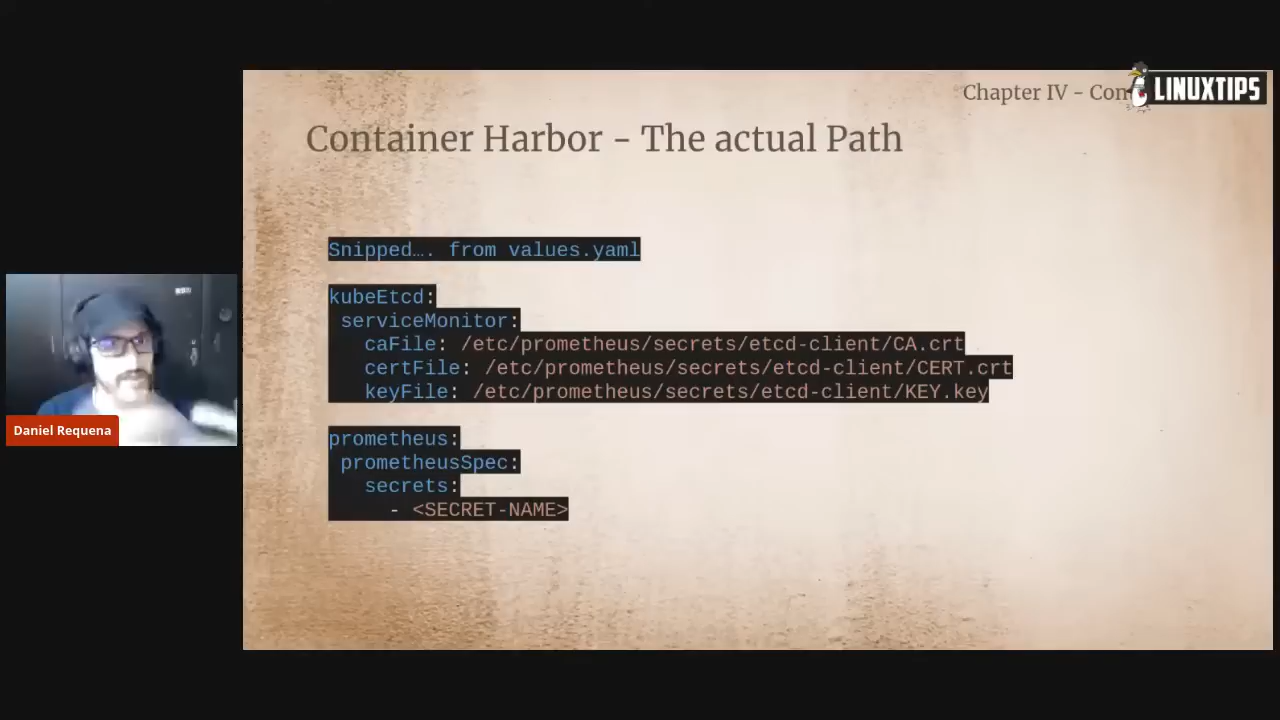 Chapter IV - Con
LINUXTIPS
Container Harbor - The actual Path
Snipped…. from values.yaml
kubeEtcd:
serviceMonitor:
caFile: /etc/prometheus/secrets/etcd-client/CA.crt
certFile: /etc/prometheus/secrets/etcd-client/CERT.crt
keyFile: /etc/prometheus/secrets/etcd-client/KEY.key
prometheus:
prometheusSpec:
secrets:
- <SECRET-NAME>
Daniel Requena